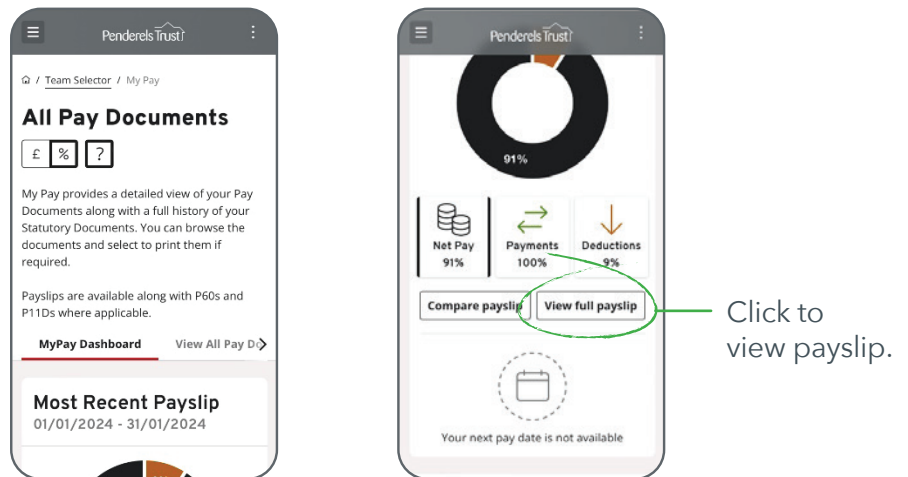 Penderels Trust
Team Selector / My Pay
All Pay Documents
£ % ?
My Pay provides a detailed view of your Pay
Documents along with a full history of your
Statutory Documents. You can browse the
documents and select to print them if
required.
Payslips are available along with P60s and
P11Ds where applicable.
MyPay Dashboard View All Pay Do
Most Recent Payslip
01/01/2024 - 31/01/2024
Penderels Trust
91%
Net Pay Payments Deductions
91% 100% 9%
Compare payslip View full payslip
Your next pay date is not available
Click to
view payslip.